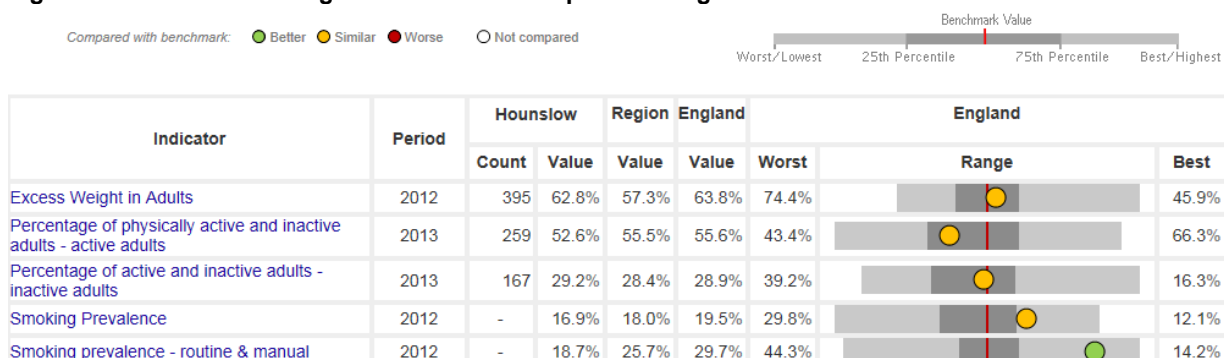 Compared with benchmark: Better Similar Worse Not compared
Benchmark Value
Worst/Lowest 25th Percentile 75th Percentile Best/Highest
Indicator Period Hounslow Region England England
Count Value Value Value Worst Range Best
Excess Weight in Adults 2012 395 62.8% 57.3% 63.8% 74.4% 45.9%
Percentage of physically active and inactive
adults - active adults 2013 259 52.6% 55.5% 55.6% 43.4% 66.3%
Percentage of active and inactive adults -
inactive adults 2013 167 29.2% 28.4% 28.9% 39.2% 16.3%
Smoking Prevalence 2012 - 16.9% 18.0% 19.5% 29.8% 12.1%
Smoking prevalence - routine & manual 2012 - 18.7% 25.7% 29.7% 44.3% 14.2%